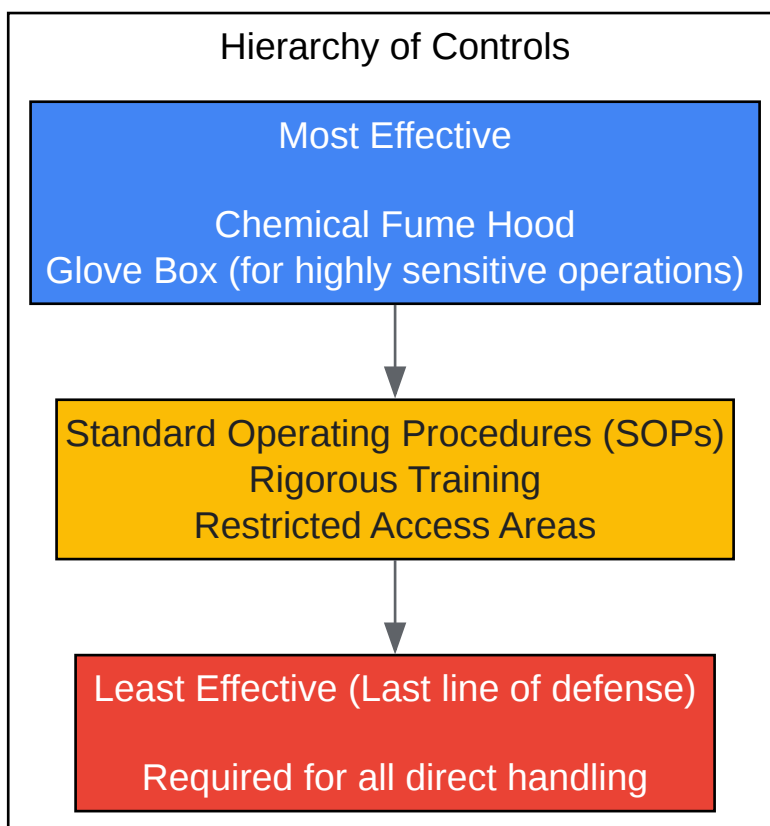 Hierarchy of Controls
Most Effective
Chemical Fume Hood
Glove Box (for highly sensitive operations)
Standard Operating Procedures (SOPs)
Rigorous Training
Restricted Access Areas
Least Effective (Last line of defense)
Required for all direct handling